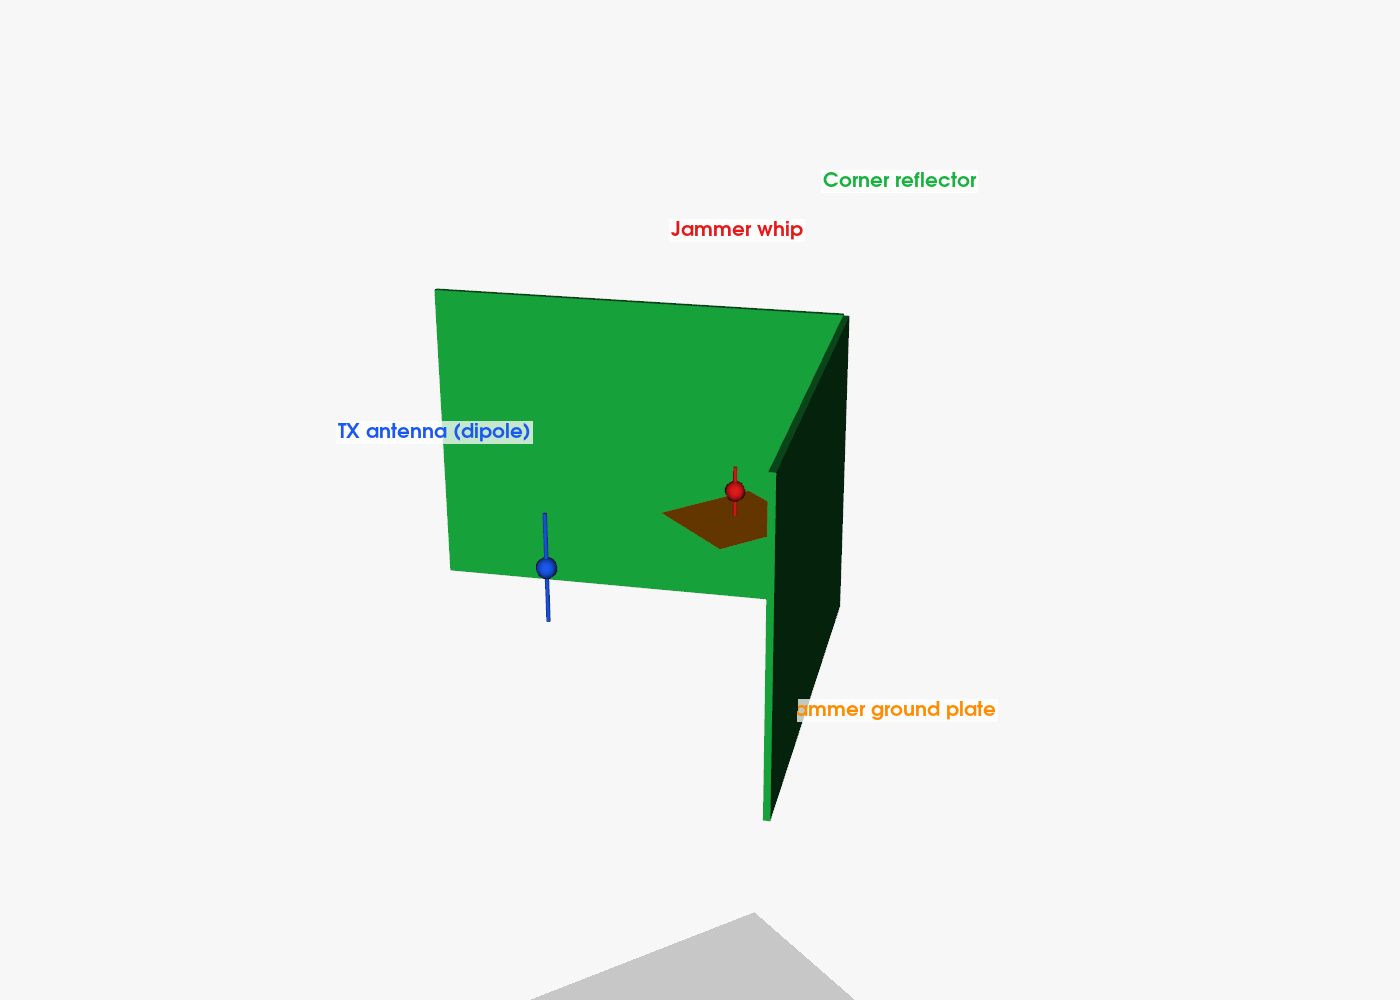 Corner reflector
Jammer whip
TX antenna (dipole)
ammer ground plate